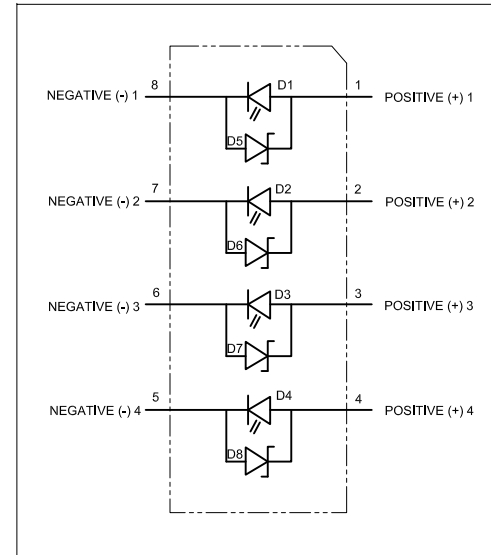 NEGATIVE (-) 1 8 D1 1 POSITIVE (+) 1
D5
NEGATIVE (-) 2 7 D2 2 POSITIVE (+) 2
D6
NEGATIVE (-) 3 6 D3 3 POSITIVE (+) 3
D7
NEGATIVE (-) 4 5 D4 4 POSITIVE (+) 4
D8